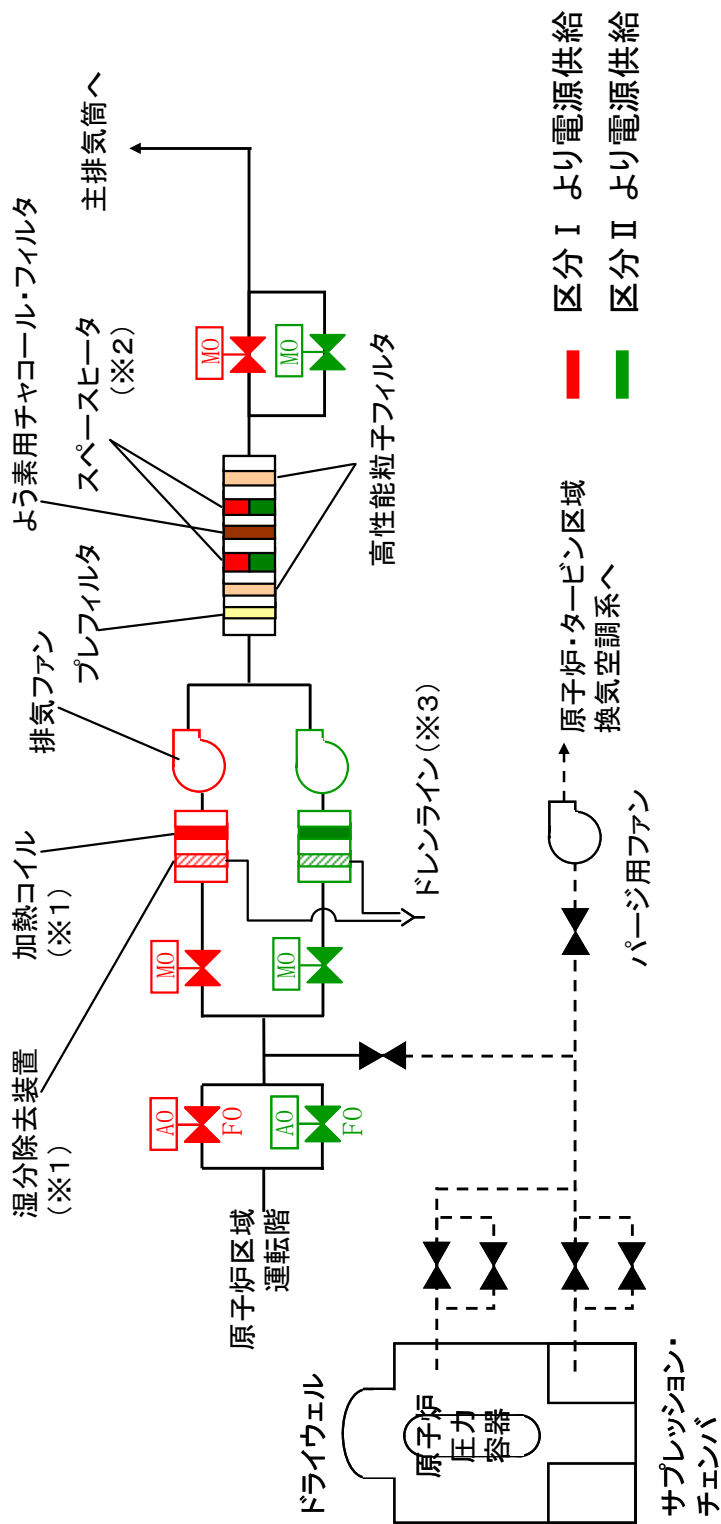 湿分除去装置
(※1)
加熱コイル
(※1)
排気ファン
プレフィルタ
スペースヒータ
(※2)
よう素用チャコール・フィルタ
主排気筒へ
AO
FO
AO
FO
MO
MO
MO
MO
原子炉区域
運転階
ドレンライン(※3)
高性能粒子フィルタ
ドライウェル
原子炉
圧力
容器
サプレッション・
チェンバ
パージ用ファン
原子炉・タービン区域
換気空調系へ
区分Ⅰ より電源供給
区分Ⅱ より電源供給